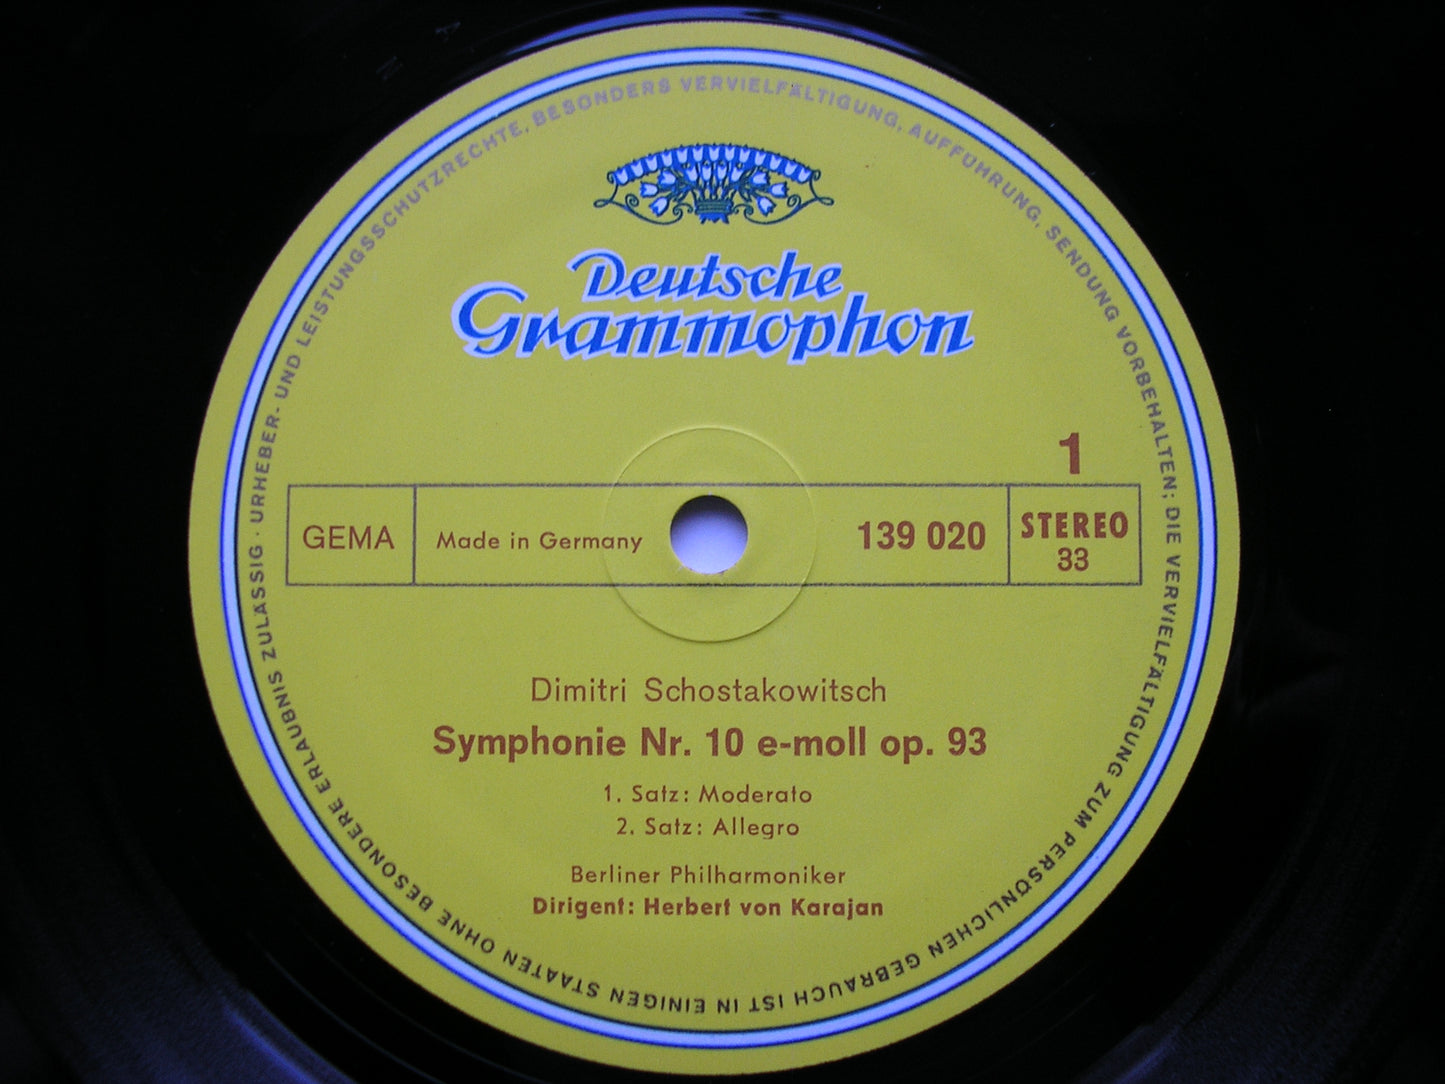 URHEBER- UND LEISTUNGSSCHUTZRECHTE, BESONDERS VERVIELFÄLTIGUNG, AUFFÜHRUNG, SENDUNG VORBEHALTEN; DIE VERVIELFÄLTIGUNG ZUM PERSÖNLICHEN GEBRAUCH IST IN EINIGEN STAATEN OHNE BESONDERE ERLAUBNIS ZULÄSSIG ·
Deutsche
Grammophon
1
GEMA
Made in Germany
139 020
STEREO
33
Dimitri Schostakowitsch
Symphonie Nr. 10 e-moll op. 93
1. Satz: Moderato
2. Satz: Allegro
Berliner Philharmoniker
Dirigent: Herbert von Karajan